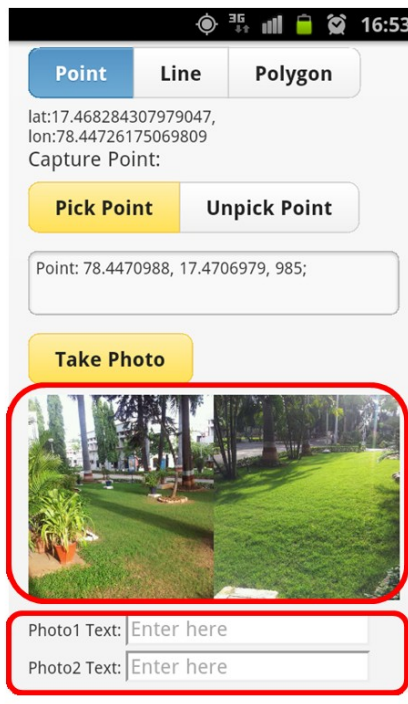 3G 16:53
Point Line Polygon
lat:17.468284307979047,
lon:78.44726175069809
Capture Point:
Pick Point Unpick Point
Point: 78.4470988, 17.4706979, 985;
Take Photo
Photo1 Text: Enter here
Photo2 Text: Enter here